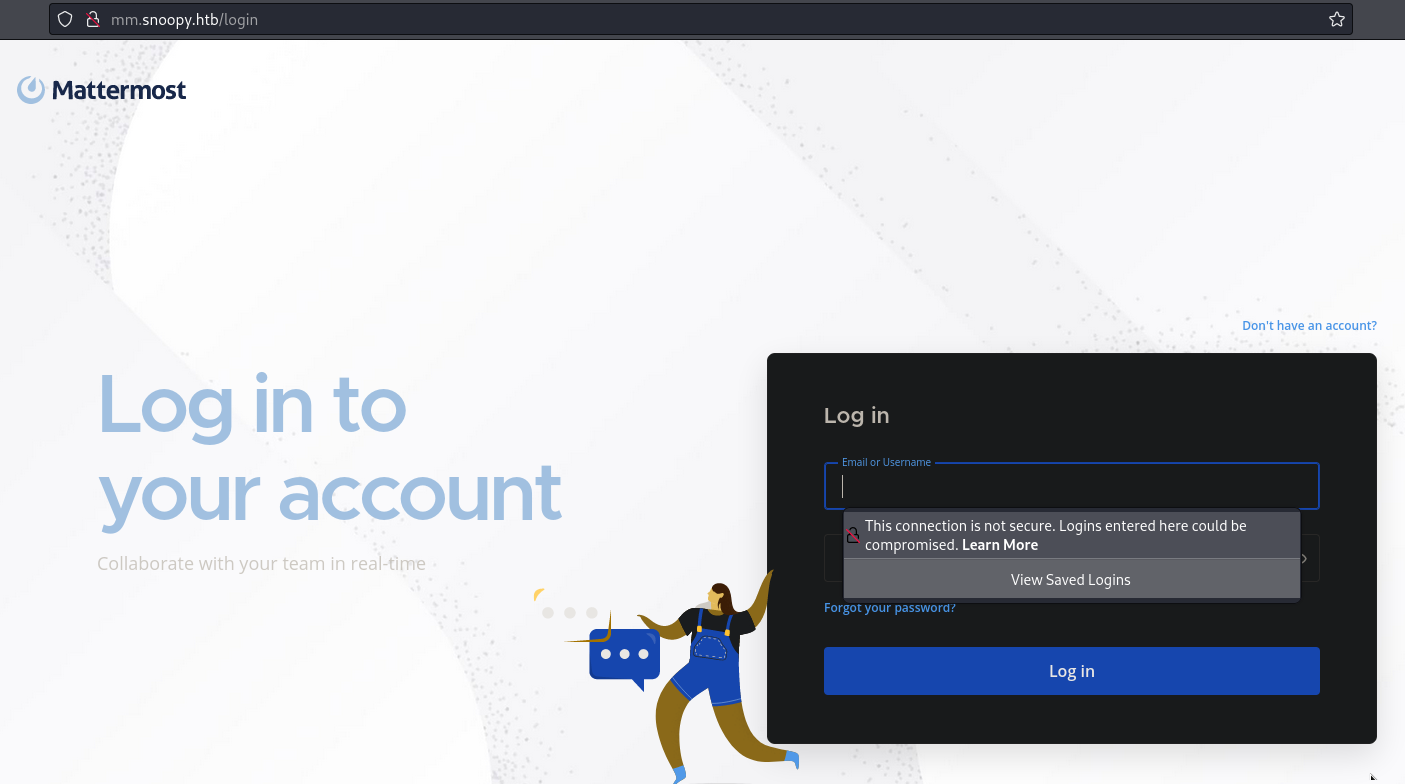 mm.snoopy.htb/login
Mattermost
Don't have an account?
Log in to
your account
Collaborate with your team in real-time
Log in
Email or Username
This connection is not secure. Logins entered here could be
compromised. Learn More
View Saved Logins
Forgot your password?
Log in